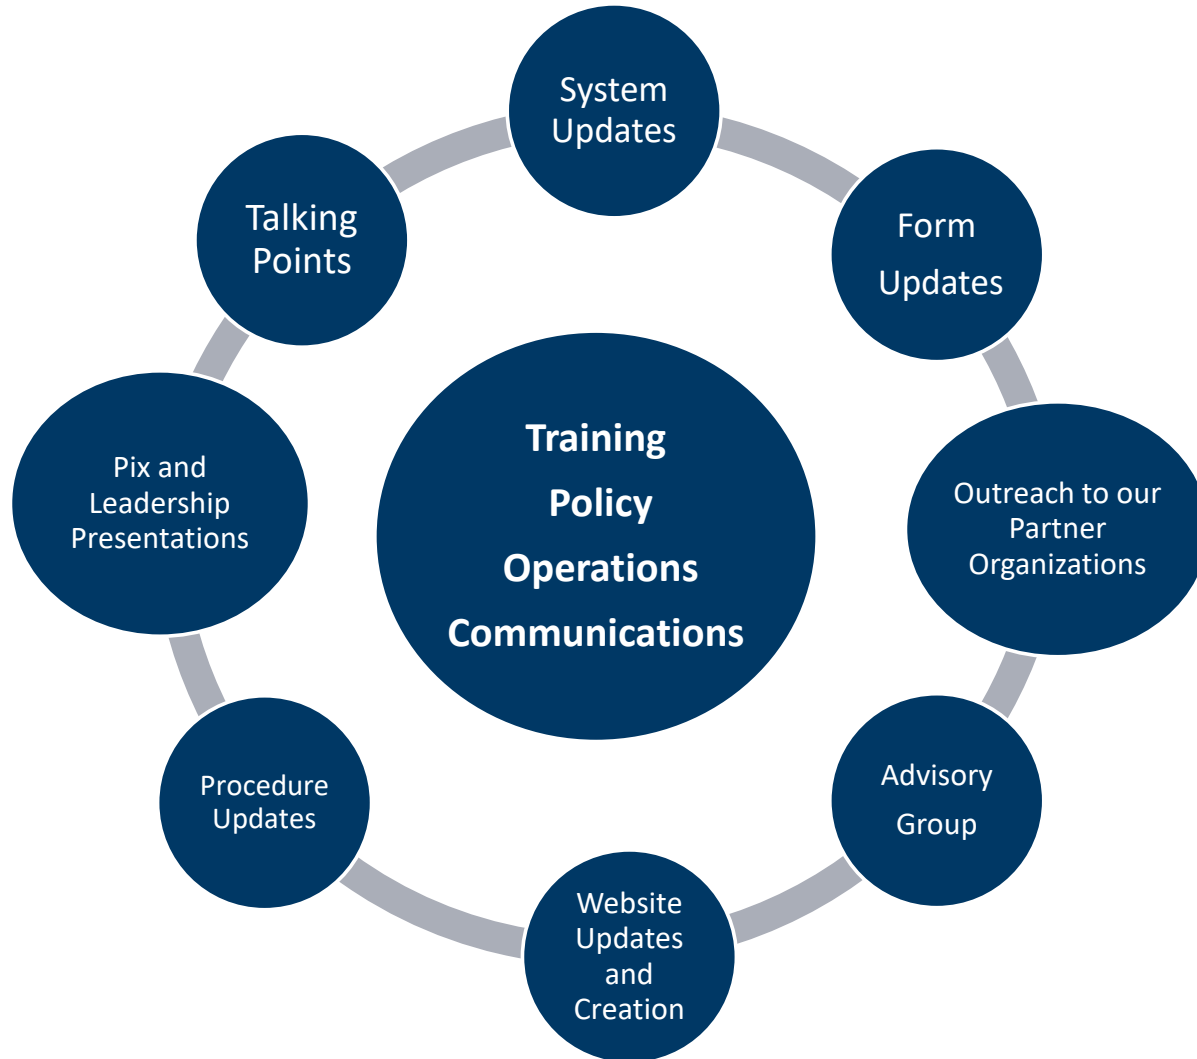 System
Updates
Form
Updates
Outreach to our
Partner
Organizations
Advisory
Group
Website
Updates
and
Creation
Procedure
Updates
Pix and
Leadership
Presentations
Talking
Points
Training
Policy
Operations
Communications